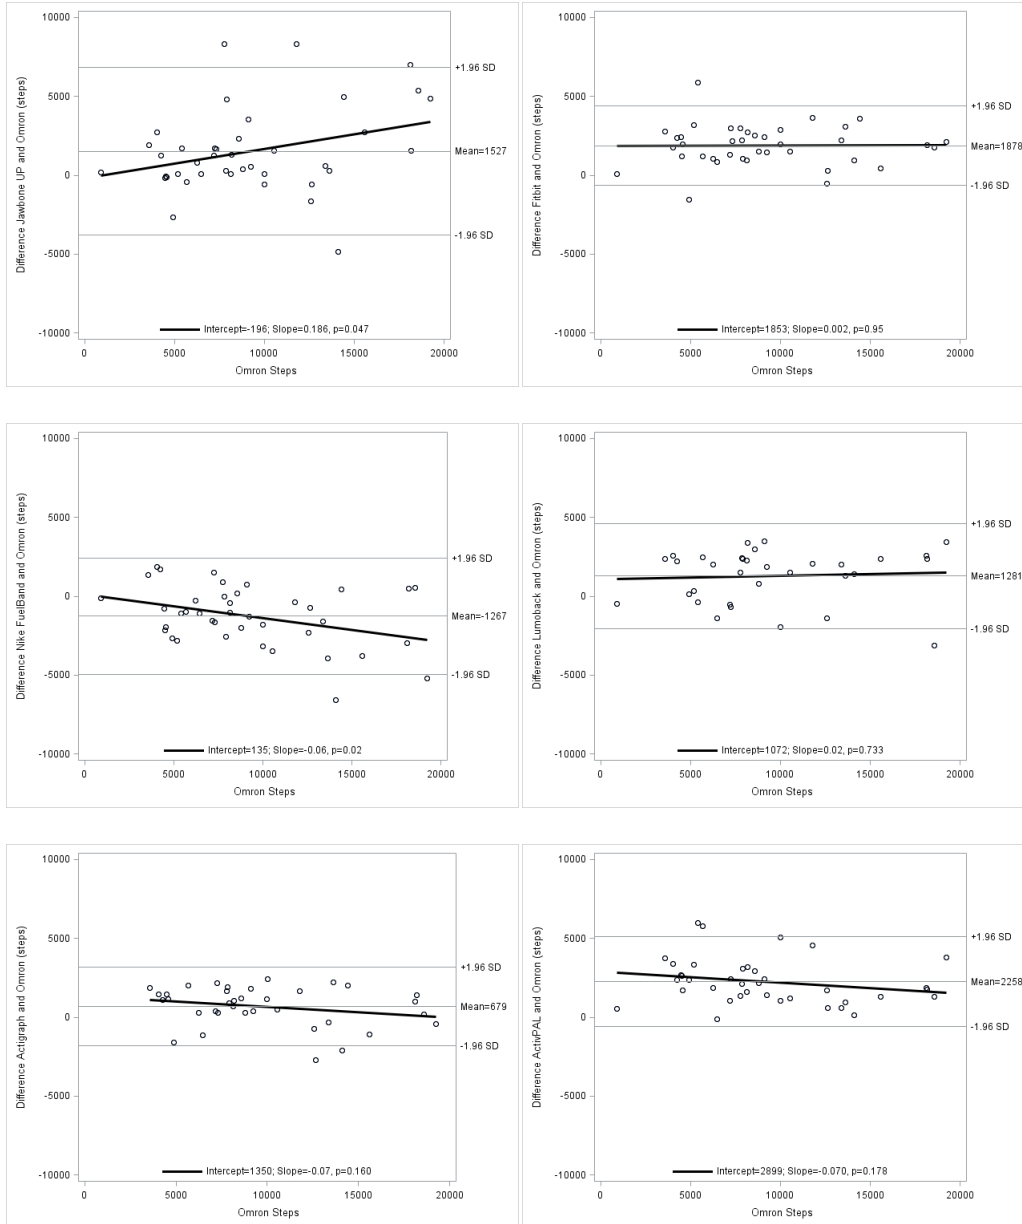 10000
5000
0
-5000
-10000
Difference Jawbone UP and Omron (steps)
+1.96 SD
Mean=1527
-1.96 SD
Intercept=-196; Slope=0.186, p=0.047
0 5000 10000 15000 20000
Omron Steps
10000
5000
0
-5000
-10000
Difference Fitbit and Omron (steps)
+1.96 SD
Mean=1878
-1.96 SD
Intercept=1853; Slope=0.002, p=0.95
0 5000 10000 15000 20000
Omron Steps
10000
5000
0
-5000
-10000
Difference Nike FuelBand and Omron (steps)
+1.96 SD
Mean=-1267
-1.96 SD
Intercept=135; Slope=-0.06, p=0.02
0 5000 10000 15000 20000
Omron Steps
10000
5000
0
-5000
-10000
Difference Lumoback and Omron (steps)
+1.96 SD
Mean=1281
-1.96 SD
Intercept=1072; Slope=0.02, p=0.733
0 5000 10000 15000 20000
Omron Steps
10000
5000
0
-5000
-10000
Difference Actigraph and Omron (steps)
+1.96 SD
Mean=679
-1.96 SD
Intercept=1350; Slope=-0.07, p=0.160
0 5000 10000 15000 20000
Omron Steps
10000
5000
0
-5000
-10000
Difference ActivPAL and Omron (steps)
+1.96 SD
Mean=2258
-1.96 SD
Intercept=2899; Slope=-0.070, p=0.178
0 5000 10000 15000 20000
Omron Steps